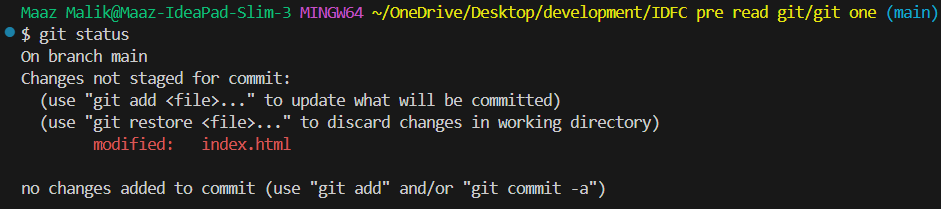 Maaz Malik@Maaz-IdeaPad-Slim-3 MINGW64 ~/OneDrive/Desktop/development/IDFC pre read git/git one (main)
$ git status
On branch main
Changes not staged for commit:
  (use "git add <file>..." to update what will be committed)
  (use "git restore <file>..." to discard changes in working directory)
        modified:   index.html

no changes added to commit (use "git add" and/or "git commit -a")